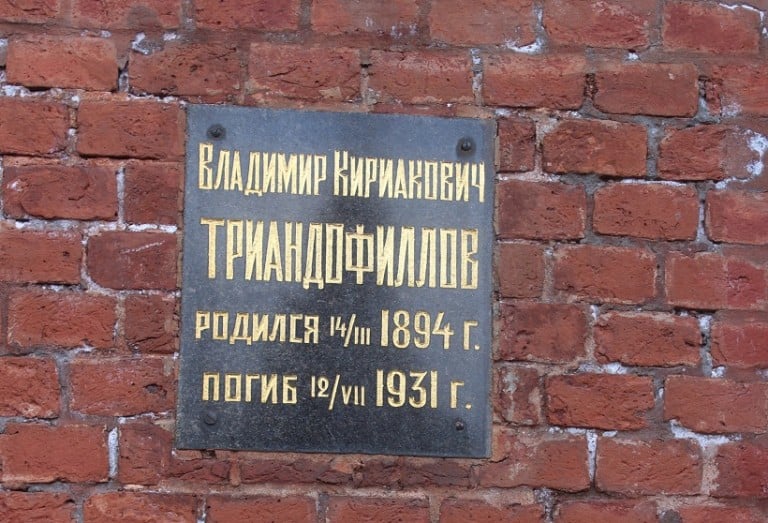 Владимир Кириакович
ТРИАНДОФИЛЛОВ
РОДИЛСЯ 14/III 1894 г.
ПОГИБ 12/VII 1931 г.